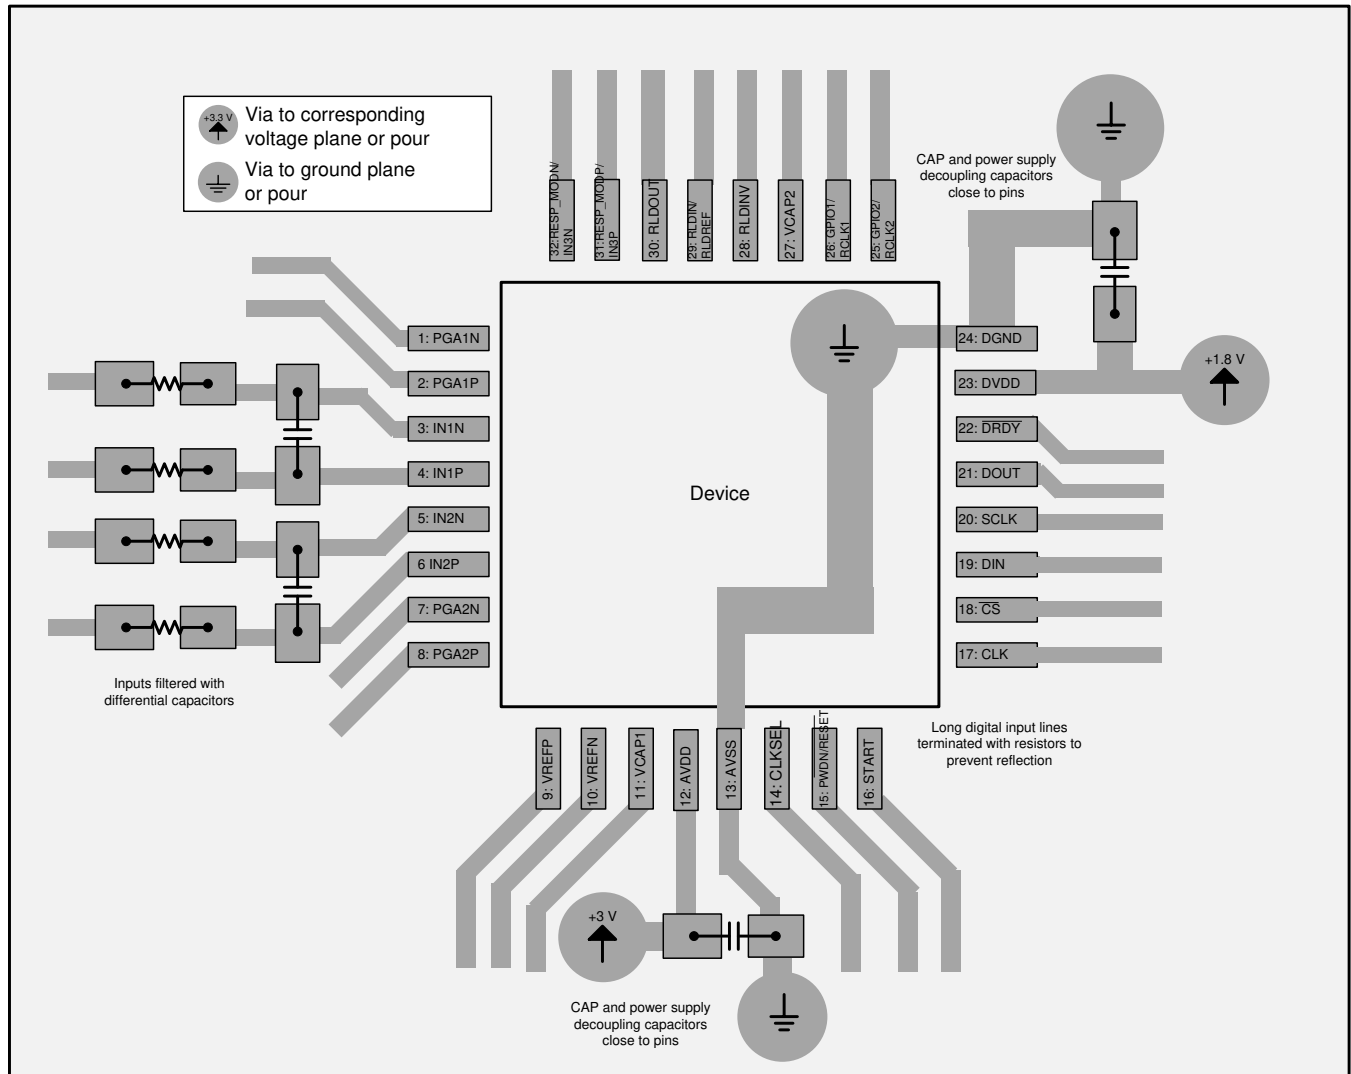 +3.3 V
Via to corresponding
voltage plane or pour
Via to ground plane
or pour
32:RESP_MODN/
IN3N
31:RESP_MODP/
IN3P
30: RLDOUT
29: RLDIN/
RLDREF
28: RLDINV
27: VCAP2
26: GPIO1/
RCLK1
25: GPIO2/
RCLK2
CAP and power supply
decoupling capacitors
close to pins
1: PGA1N
2: PGA1P
3: IN1N
4: IN1P
5: IN2N
6 IN2P
7: PGA2N
8: PGA2P
Inputs filtered with
differential capacitors
Device
24: DGND
23: DVDD
22: DRDY
21: DOUT
20: SCLK
19: DIN
18: CS
17: CLK
+1.8 V
Long digital input lines
terminated with resistors to
prevent reflection
9: VREFP
10: VREFN
11: VCAP1
12: AVDD
13: AVSS
14: CLKSEL
15: PWDN/RESET
16: START
+3 V
CAP and power supply
decoupling capacitors
close to pins